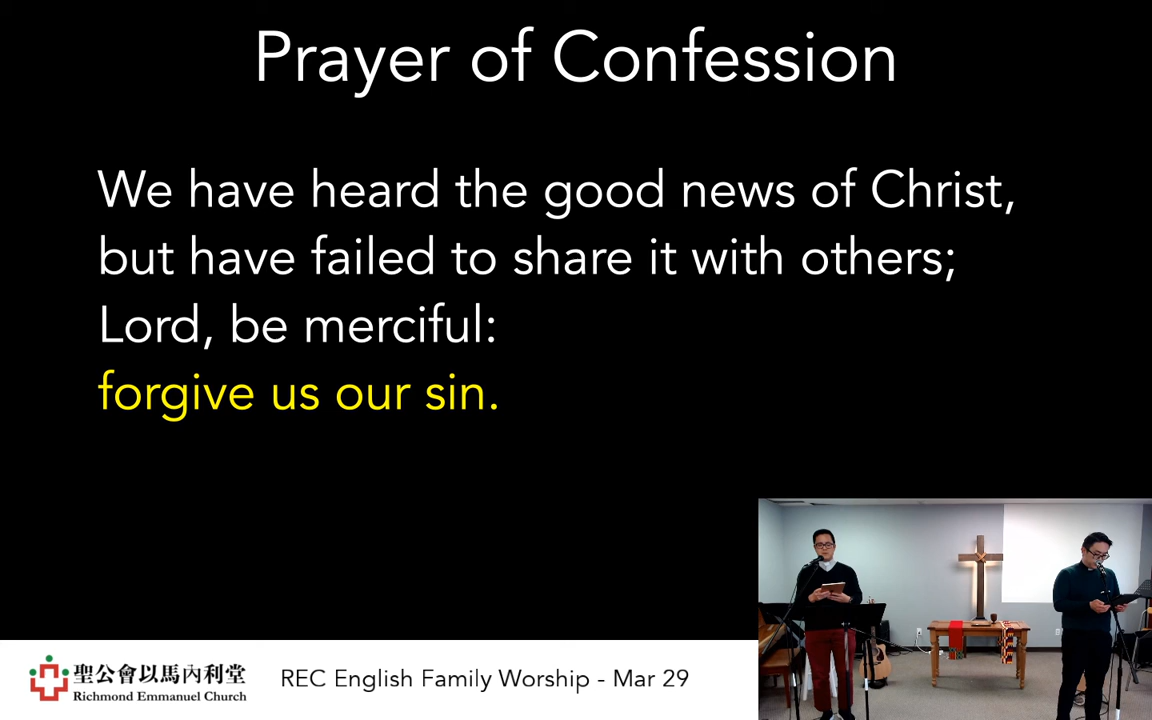 Prayer of Confession
We have heard the good news of Christ,
but have failed to share it with others;
Lord, be merciful:
forgive us our sin.
聖公會以馬內利堂
Richmond Emmanuel Church
REC English Family Worship - Mar 29